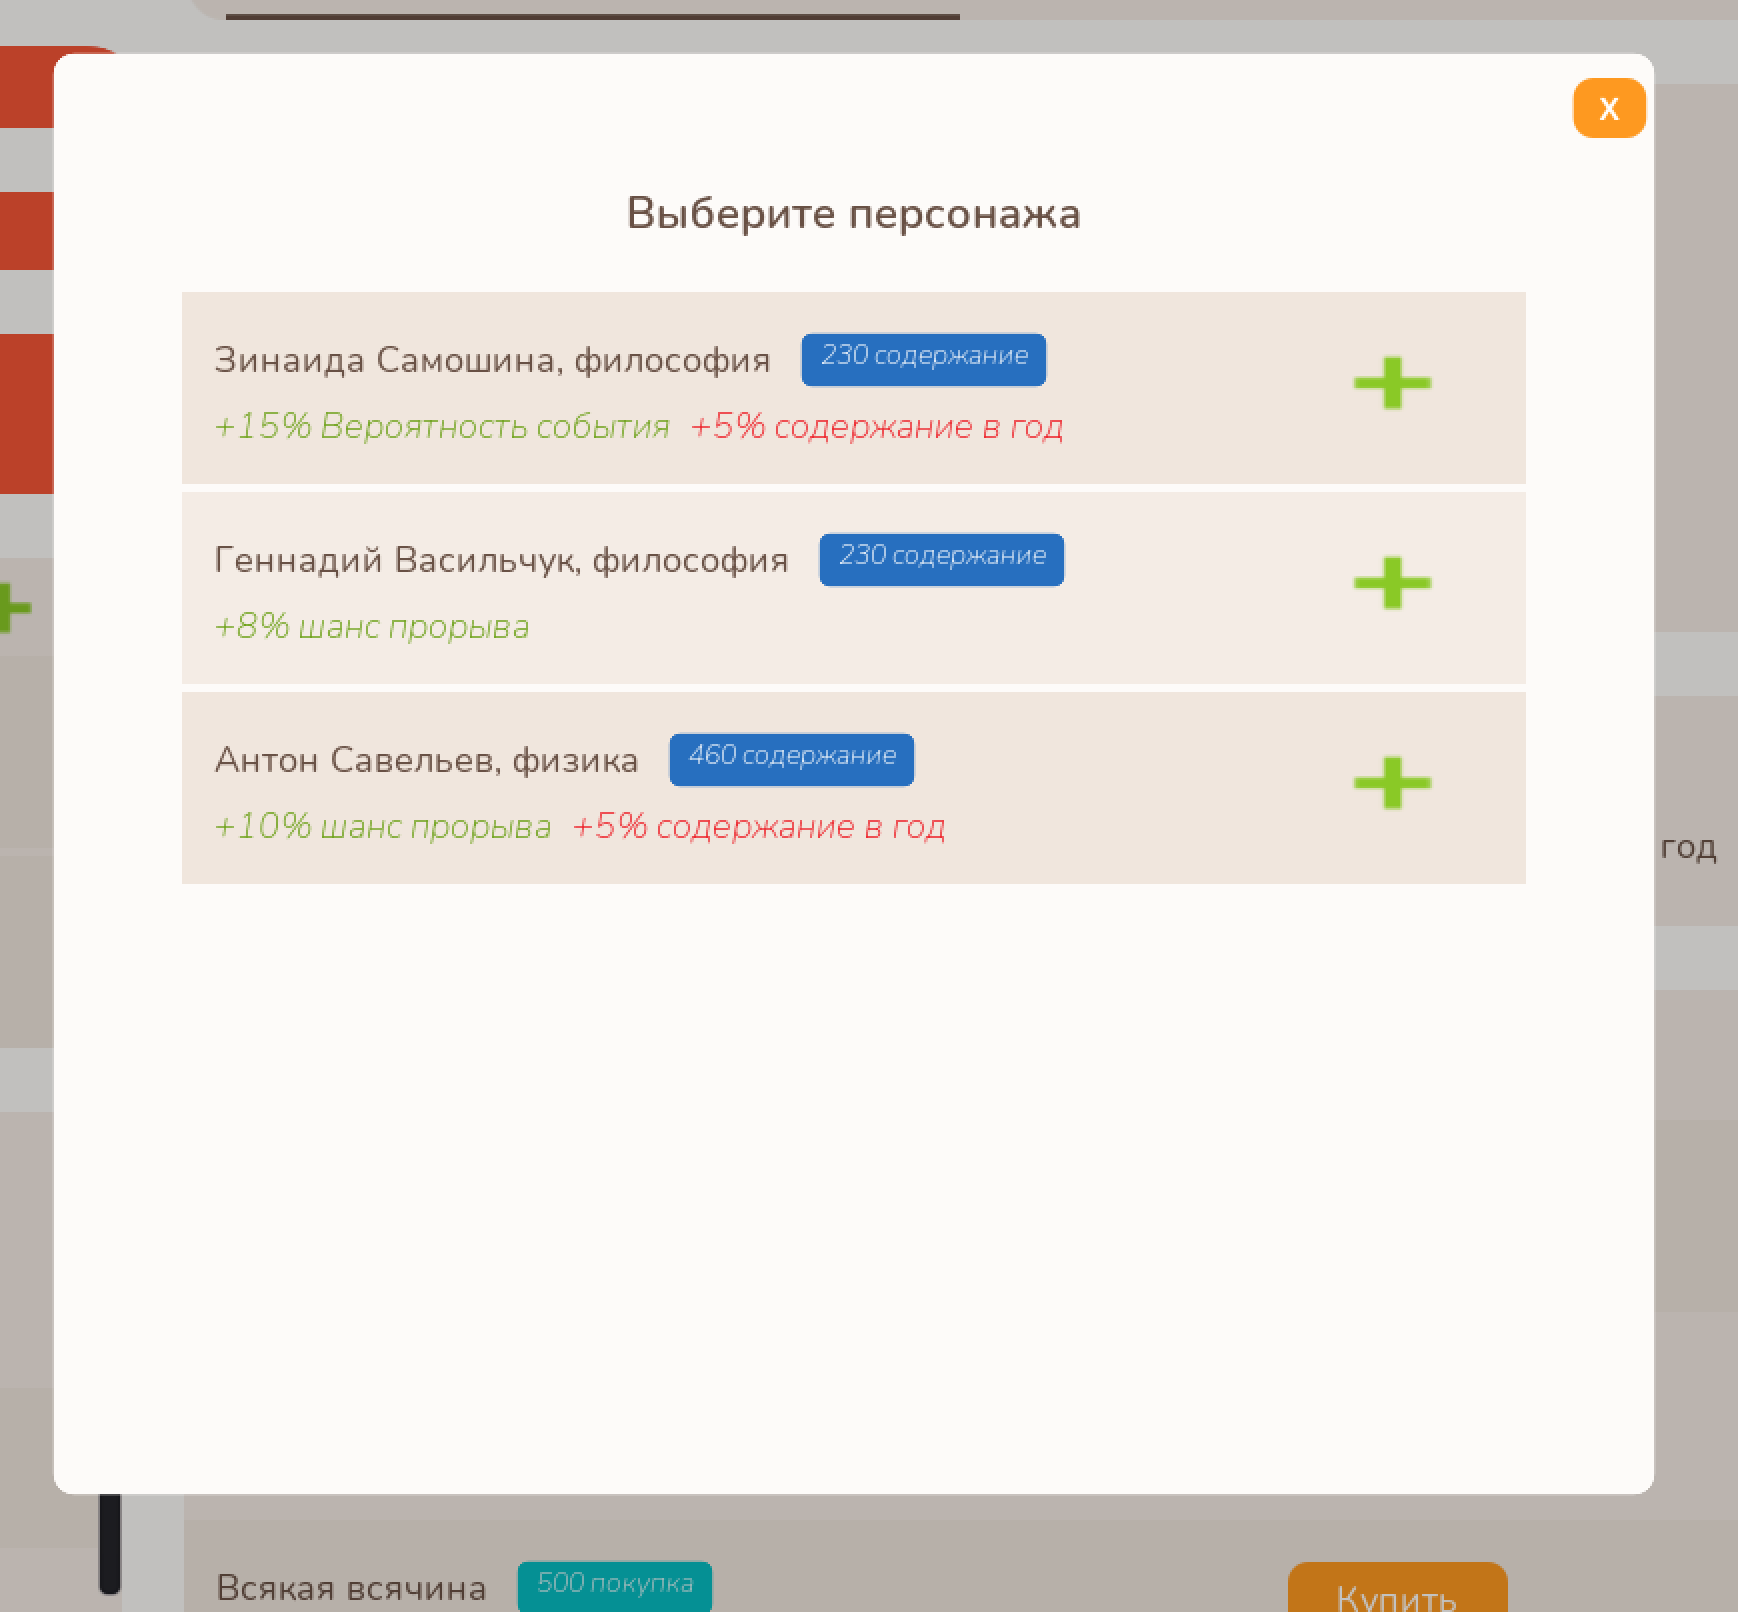 X
Выберите персонажа
Зинаида Самошина, философия 230 содержание
+15% Вероятность события +5% содержание в год
Геннадий Васильчук, философия 230 содержание
+8% шанс прорыва
Антон Савельев, физика 460 содержание
+10% шанс прорыва +5% содержание в год
год
Всякая всячина 500 покупка Купить